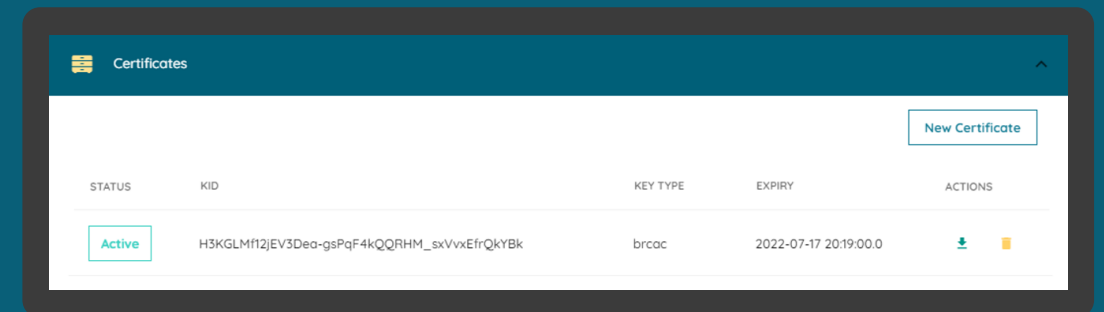 Certificates
New Certificate
STATUS KID KEY TYPE EXPIRY ACTIONS
Active H3KGLMf12jEV3Dea-gsPqF4kQQRHM_sxVvxEfrQkYBk brcac 2022-07-17 20:19:00.0